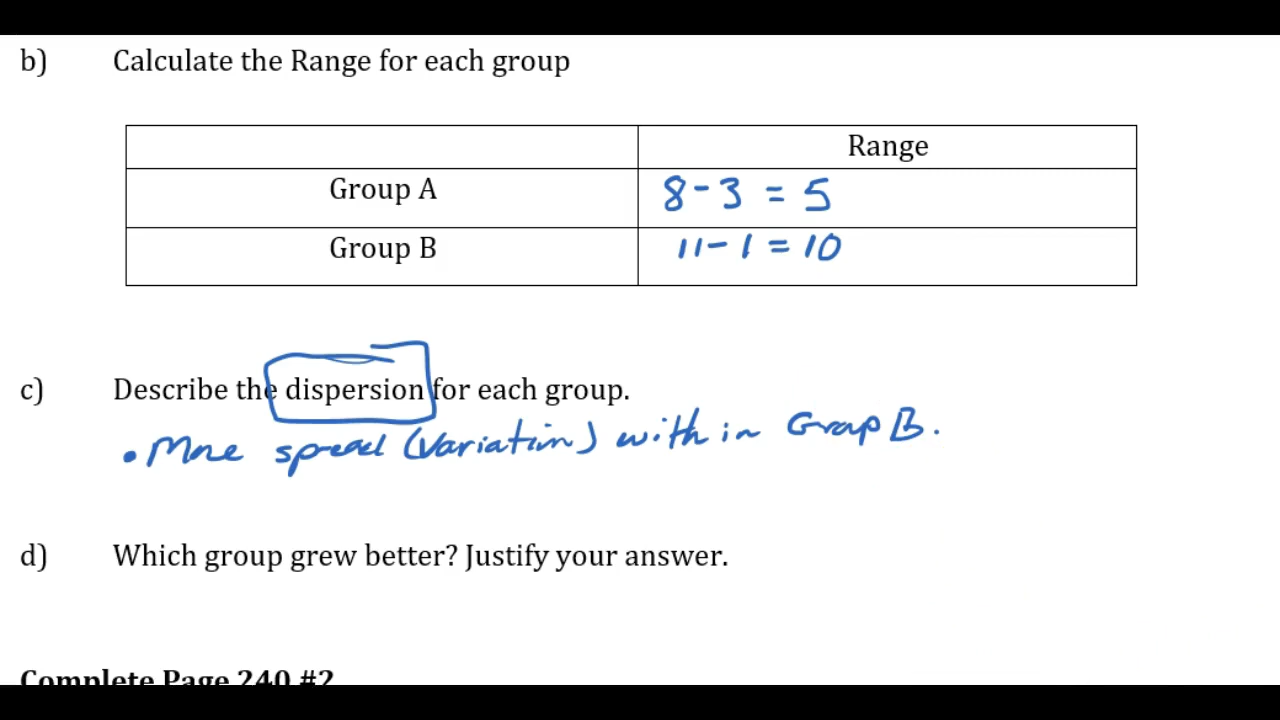 b) Calculate the Range for each group
Range
Group A 8 - 3 = 5
Group B 11 - 1 = 10
c) Describe the dispersion for each group.
• More spread (Variation) with in Group B.
d) Which group grew better? Justify your answer.
Complete Page 240 #2